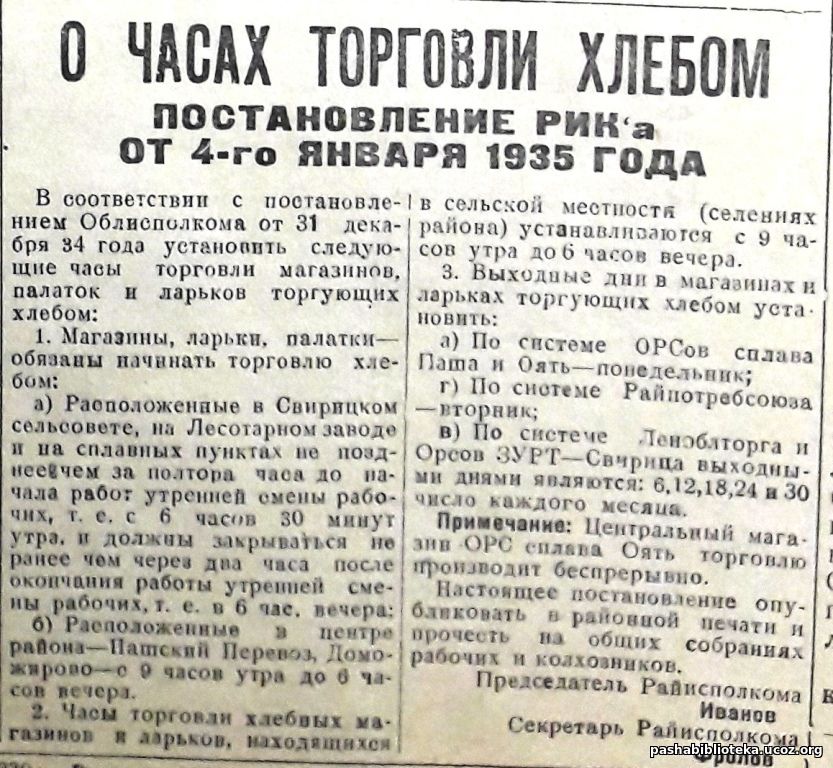 О ЧАСАХ ТОРГОВЛИ ХЛЕБОМ
ПОСТАНОВЛЕНИЕ РИК'а
ОТ 4-го ЯНВАРЯ 1935 ГОДА
В соответствии с постановле-
нием Облисполкома от 31 дека-
бря 34 года установить следую-
щие часы торговли магазинов,
палаток и ларьков торгующих
хлебом:
1. Магазины, ларьки, палатки—
обязаны начинать торговлю хле-
бом:
а) Расположенные в Свирицком
сельсовете, на Лесотарном заводе
и на сплавных пунктах не позд-
нее чем за полтора часа до на-
чала работ утренней смены рабо-
чих, т. е. с 6 часов 30 минут
утра, и должны закрываться не
ранее чем через два часа после
окончания работы утренней сме-
ны рабочих, т. е. в 6 час. вечера:
б) Расположенные в центре
района—Пашский Перевоз, Домо-
жирово—с 9 часов утра до 6 ча-
сов вечера.
2. Часы торговли хлебных ма-
газинов и ларьков, находящихся
в сельской местности (селениях
района) устанавливаются с 9 ча-
сов утра до 6 часов вечера.
3. Выходные дни в магазинах и
ларьках торгующих хлебом уста-
новить:
а) По системе ОРСов сплава
Паша и Оять—понедельник;
г) По системе Райпотребсоюза
—вторник;
в) По систече Леноблторга и
Орсов ЗУРТ—Свирица выходны-
ми днями являются: 6,12,18,24 и 30
число каждого месяца.
Примечание: Центральный мага-
зин ОРС сплава Оять торговлю
производит беспрерывно.
Настоящее постановление опу-
бликовать в районной печати и
прочесть на общих собраниях
рабочих и колхозников.
Председатель Райисполкома
Иванов
Секретарь Райисполкома
Фролов
pashabiblioteka.ucoz.org